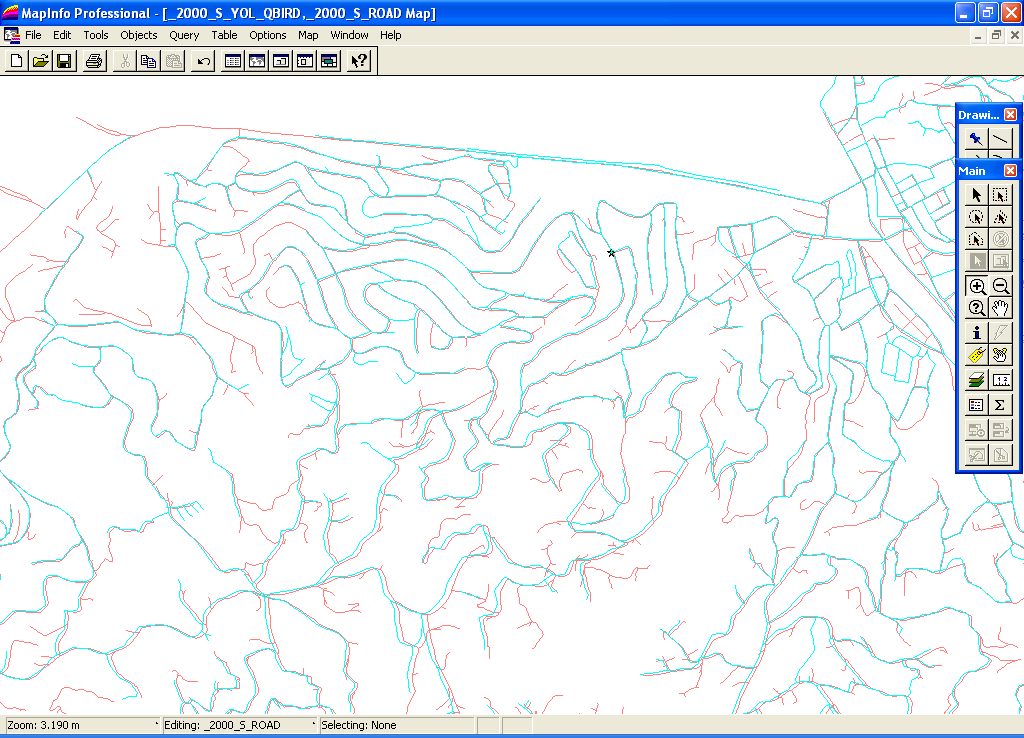 MapInfo Professional - [_2000_S_YOL_QBIRD,_2000_S_ROAD Map]
File Edit Tools Objects Query Table Options Map Window Help
Drawi...
Main
Zoom: 3.190 m Editing: _2000_S_ROAD Selecting: None